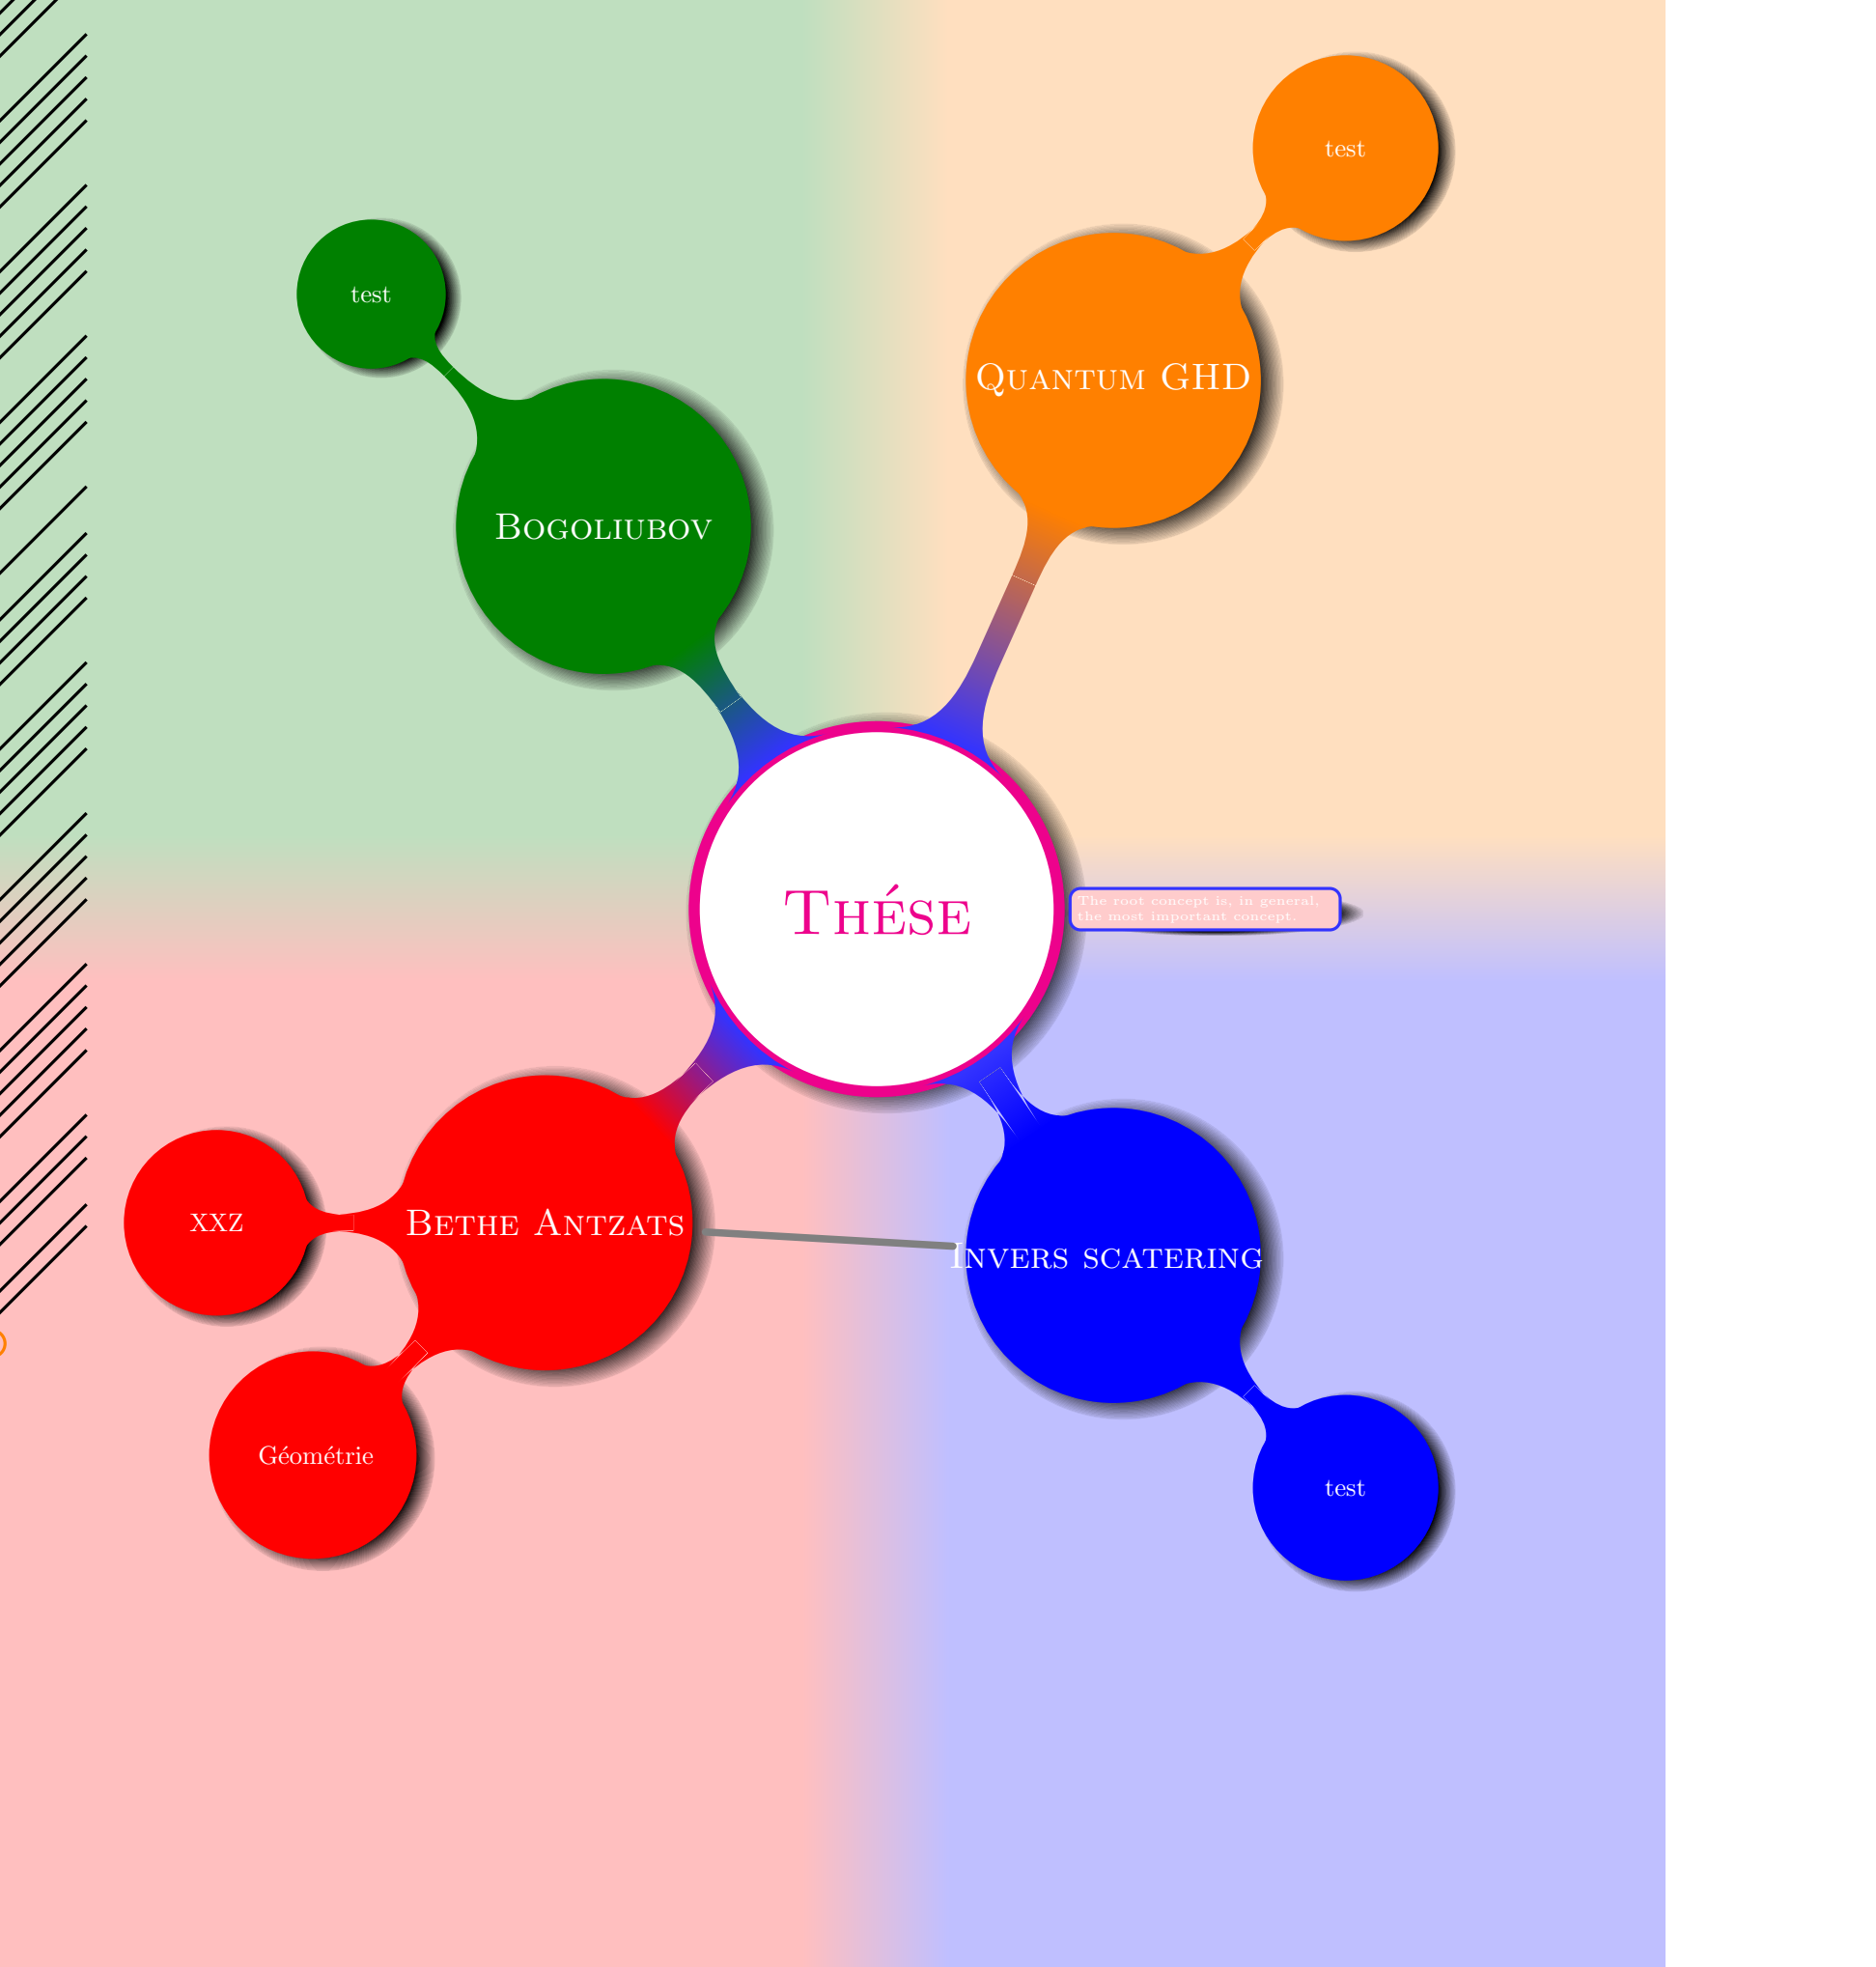 test
test
Quantum GHD
Bogoliubov
Thése
The root concept is, in general,
the most important concept.
xxz
Bethe Antzats
Invers scatering
Géométrie
test